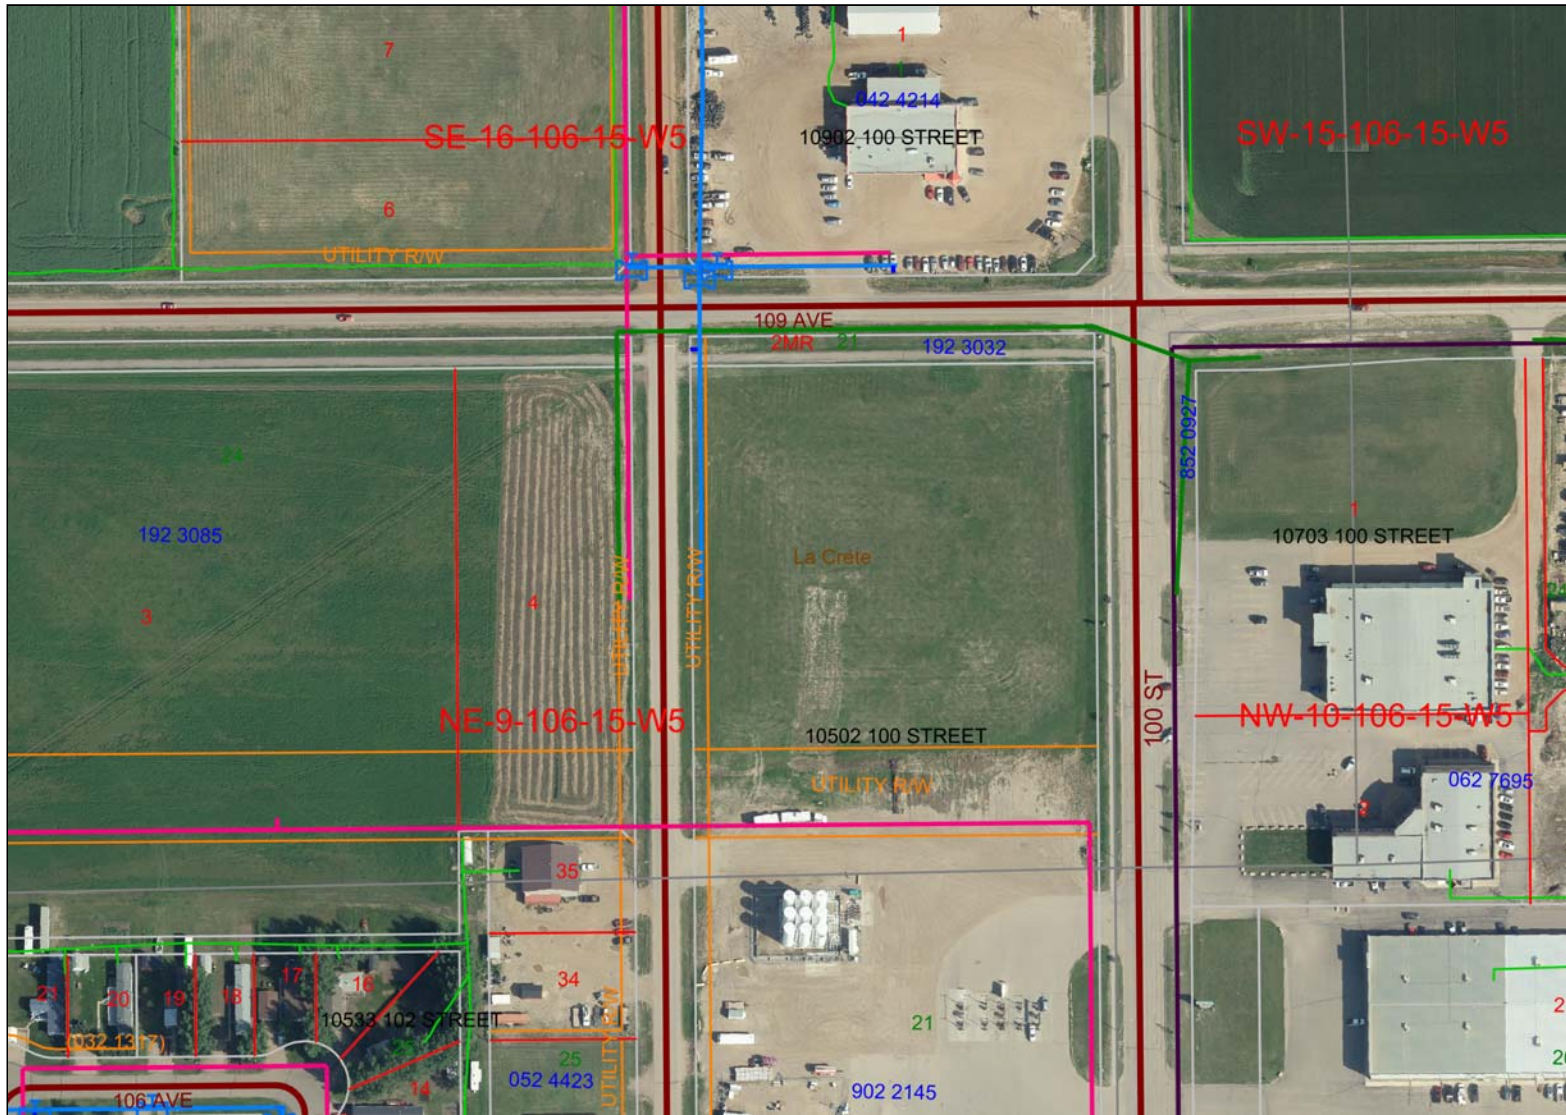 7
1
042 4214
10902 100 STREET
SE-16-106-15-W5
SW-15-106-15-W5
6
UTILITY R/W
109 AVE
2MR 21
192 3032
852 0927
24
192 3085
1
10703 100 STREET
La Crete
UTILITY R/W
UTILITY R/W
3
4
NE-9-106-15-W5
10502 100 STREET
100 ST
NW-10-106-15-W5
062 7695
UTILITY R/W
35
34
21
20
19
18
17
16
10533 102 STREET
(032 1317)
25
14
106 AVE
25
052 4423
UTILITY R/W
21
902 2145
2